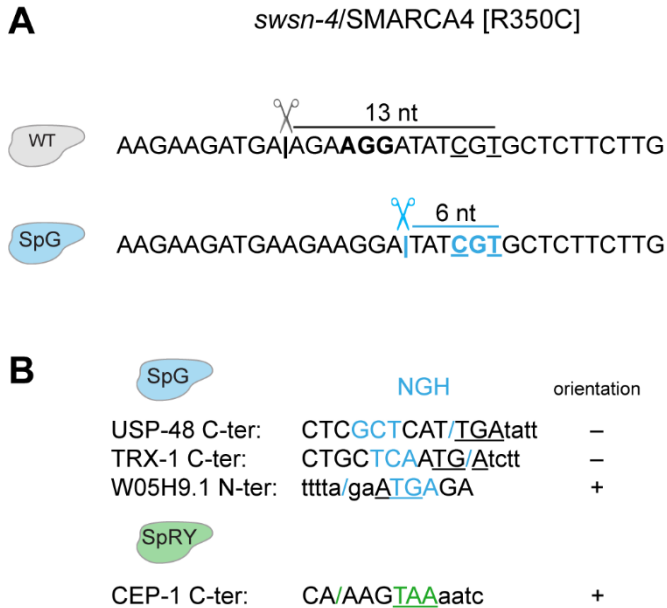 A swsn-4/SMARCA4 [R350C]
13 nt
WT AAGAAGATGA|AGAAGGATATCGTGCTCTTCTTG
6 nt
SpG AAGAAGATGAAGAAGGA|TATCGTGCTCTTCTTG
B SpG NGH orientation
USP-48 C-ter: CTCGCTCAT/TGAtatt –
TRX-1 C-ter: CTGCTCAATG/Atctt –
W05H9.1 N-ter: tttta/gaATGAGA +
SpRY
CEP-1 C-ter: CA/AAGTAAaatc +